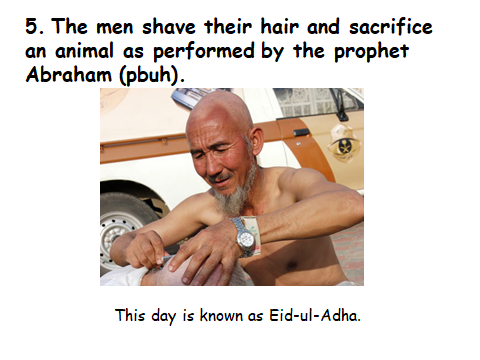 5. The men shave their hair and sacrifice
an animal as performed by the prophet
Abraham (pbuh).
This day is known as Eid-ul-Adha.